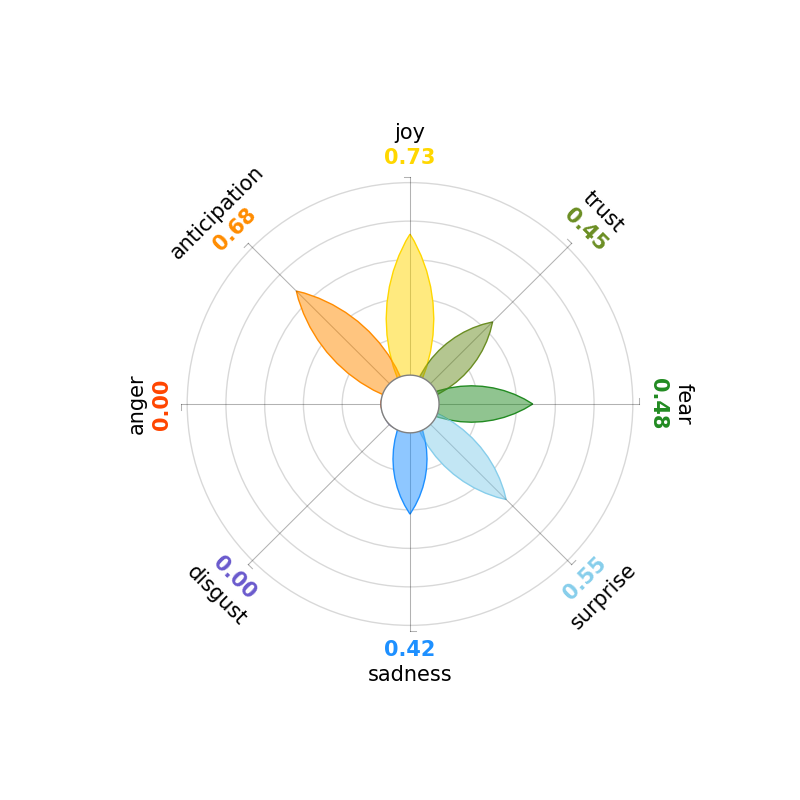 joy
0.73
trust
0.45
fear
0.48
surprise
0.55
0.42
sadness
0.00
disgust
anger
0.00
anticipation
0.68